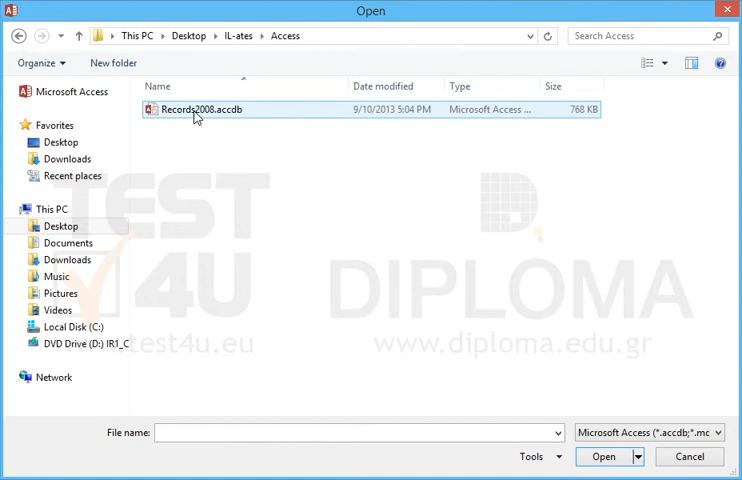 Open
This PC Desktop IL-ates Access Search Access
Organize New folder
Name Date modified Type Size
Microsoft Access
Records2008.accdb 9/10/2013 5:04 PM Microsoft Access ... 768 KB
Favorites
Desktop
Downloads
Recent places
This PC
Desktop
Documents
Downloads
Music
Pictures
Videos
Local Disk (C:)
DVD Drive (D:) IR1_C
Network
TEST
4U
DIPLOMA
test4u.eu
www.diploma.edu.gr
File name: Microsoft Access (*.accdb;*.mc
Tools Open Cancel